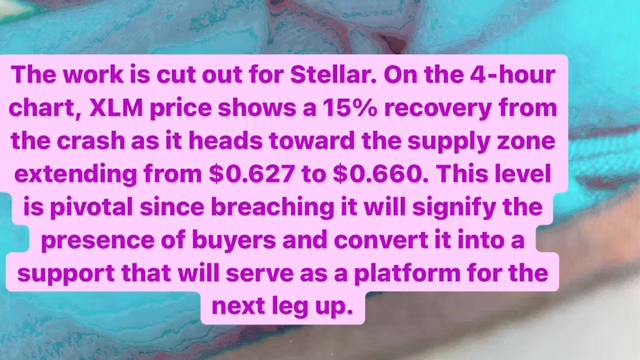 The work is cut out for Stellar. On the 4-hour
chart, XLM price shows a 15% recovery from
the crash as it heads toward the supply zone
extending from $0.627 to $0.660. This level
is pivotal since breaching it will signify the
presence of buyers and convert it into a
support that will serve as a platform for the
next leg up.